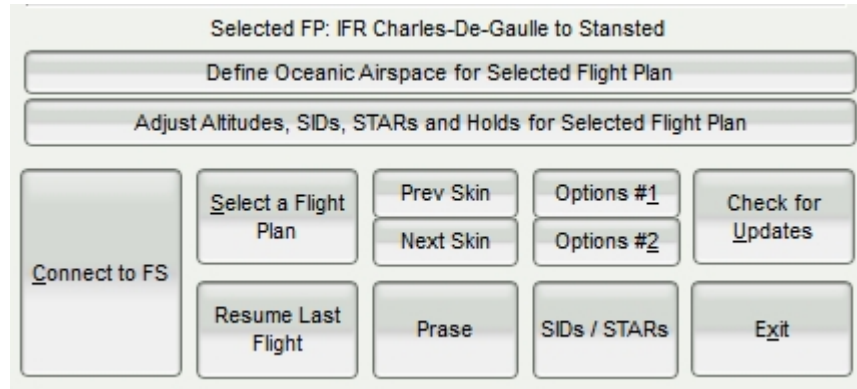 Selected FP: IFR Charles-De-Gaulle to Stansted
Define Oceanic Airspace for Selected Flight Plan
Adjust Altitudes, SIDs, STARs and Holds for Selected Flight Plan
Connect to FS
Select a Flight
Plan
Prev Skin
Next Skin
Options #1
Options #2
Check for
Updates
Resume Last
Flight
Prase
SIDs / STARs
Exit